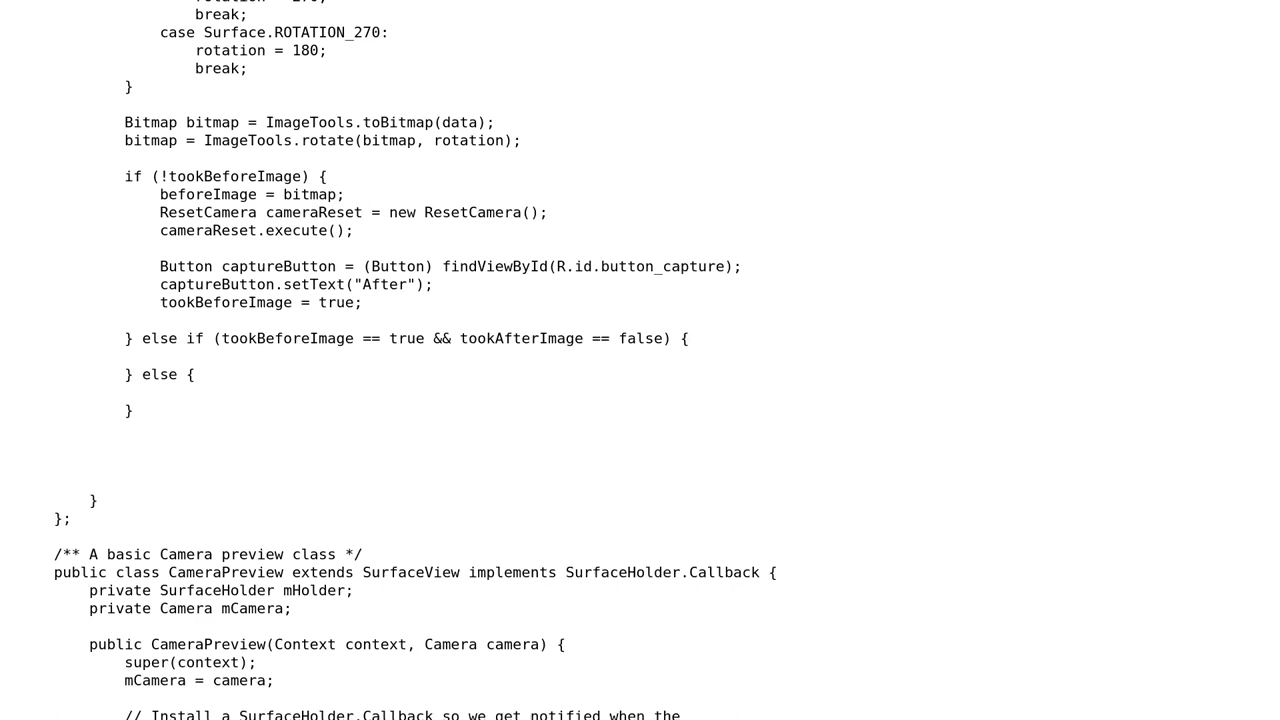 break;
case Surface.ROTATION_270:
rotation = 180;
break;
}
Bitmap bitmap = ImageTools.toBitmap(data);
bitmap = ImageTools.rotate(bitmap, rotation);
if (!tookBeforeImage) {
beforeImage = bitmap;
ResetCamera cameraReset = new ResetCamera();
cameraReset.execute();
Button captureButton = (Button) findViewById(R.id.button_capture);
captureButton.setText("After");
tookBeforeImage = true;
} else if (tookBeforeImage == true && tookAfterImage == false) {
} else {
}
}
};
/** A basic Camera preview class */
public class CameraPreview extends SurfaceView implements SurfaceHolder.Callback {
private SurfaceHolder mHolder;
private Camera mCamera;
public CameraPreview(Context context, Camera camera) {
super(context);
mCamera = camera;
// Install a SurfaceHolder.Callback so we get notified when the